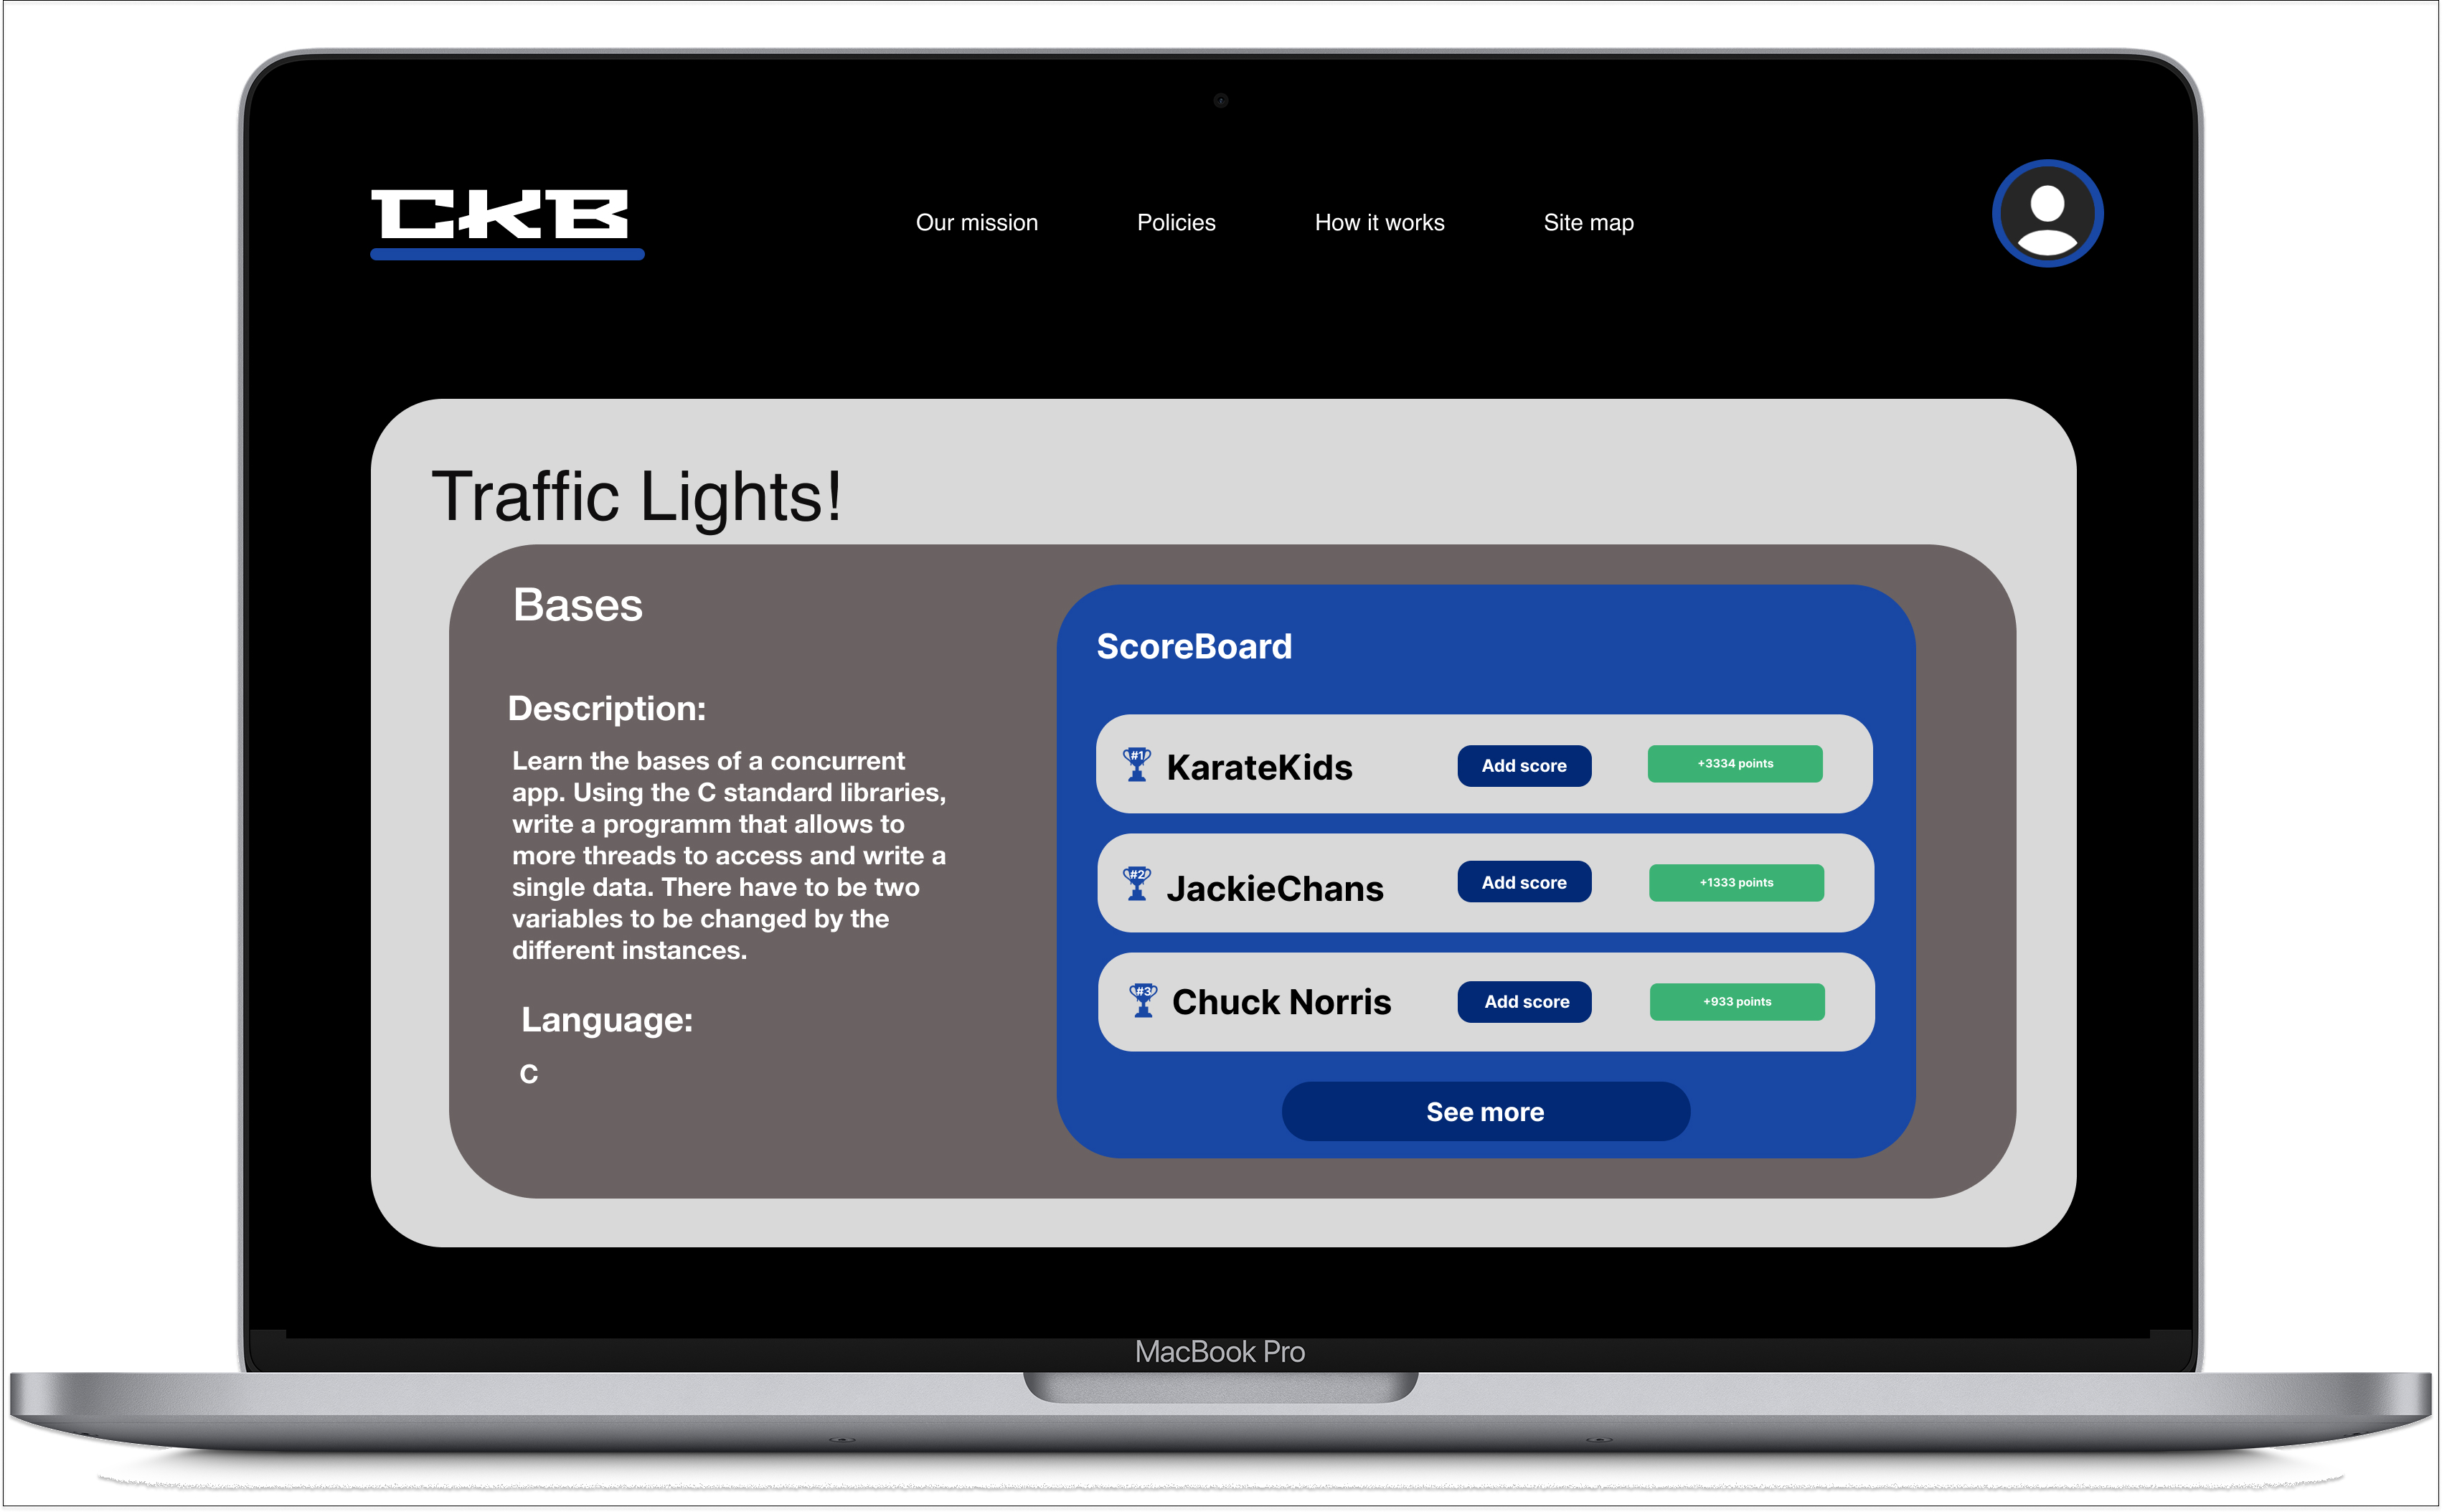 CKB
Our mission
Policies
How it works
Site map
Traffic Lights!
Bases
Description:
Learn the bases of a concurrent
app. Using the C standard libraries,
write a programm that allows to
more threads to access and write a
single data. There have to be two
variables to be changed by the
different instances.
Language:
C
ScoreBoard
#1
KarateKids
Add score
+3334 points
#2
JackieChans
Add score
+1333 points
#3
Chuck Norris
Add score
+933 points
See more
MacBook Pro